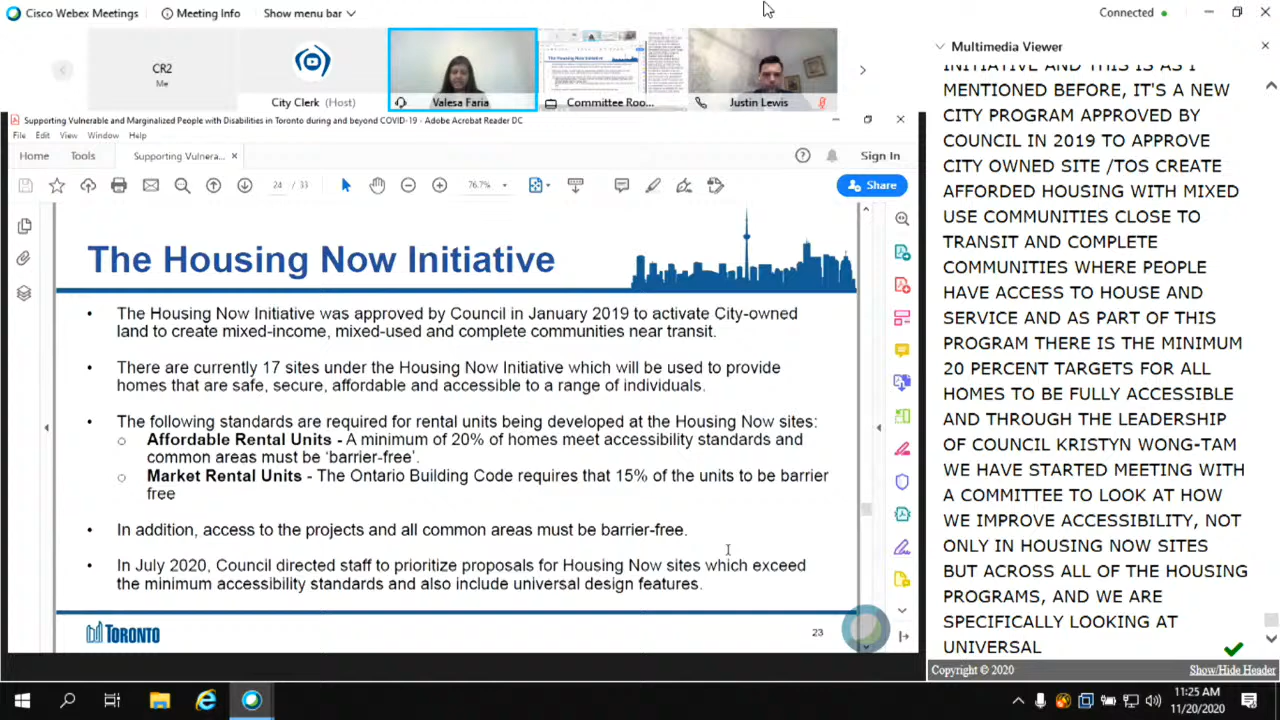 Cisco Webex Meetings
Meeting Info
Show menu bar
Connected
CR2
Me
City Clerk (Host)
Valesa Faria
Committee Roo...
Justin Lewis
Supporting Vulnerable and Marginalized People with Disabilities in Toronto during and beyond COVID-19 - Adobe Acrobat Reader DC
File Edit View Window Help
Home Tools Supporting Vulnera... ×
Sign In
24 / 33
76.7%
Share
The Housing Now Initiative
• The Housing Now Initiative was approved by Council in January 2019 to activate City-owned
land to create mixed-income, mixed-used and complete communities near transit.
• There are currently 17 sites under the Housing Now Initiative which will be used to provide
homes that are safe, secure, affordable and accessible to a range of individuals.
• The following standards are required for rental units being developed at the Housing Now sites:
o Affordable Rental Units - A minimum of 20% of homes meet accessibility standards and
common areas must be ‘barrier-free’.
o Market Rental Units - The Ontario Building Code requires that 15% of the units to be barrier
free
• In addition, access to the projects and all common areas must be barrier-free.
• In July 2020, Council directed staff to prioritize proposals for Housing Now sites which exceed
the minimum accessibility standards and also include universal design features.
TORONTO
23
Multimedia Viewer
MENTIONED BEFORE, IT'S A NEW
CITY PROGRAM APPROVED BY
COUNCIL IN 2019 TO APPROVE
CITY OWNED SITE /TOS CREATE
AFFORDED HOUSING WITH MIXED
USE COMMUNITIES CLOSE TO
TRANSIT AND COMPLETE
COMMUNITIES WHERE PEOPLE
HAVE ACCESS TO HOUSE AND
SERVICE AND AS PART OF THIS
PROGRAM THERE IS THE MINIMUM
20 PERCENT TARGETS FOR ALL
HOMES TO BE FULLY ACCESSIBLE
AND THROUGH THE LEADERSHIP
OF COUNCIL KRISTYN WONG-TAM
WE HAVE STARTED MEETING WITH
A COMMITTEE TO LOOK AT HOW
WE IMPROVE ACCESSIBILITY, NOT
ONLY IN HOUSING NOW SITES
BUT ACROSS ALL OF THE HOUSING
PROGRAMS, AND WE ARE
SPECIFICALLY LOOKING AT
UNIVERSAL
Copyright © 2020
Show/Hide Header
11:25 AM
11/20/2020